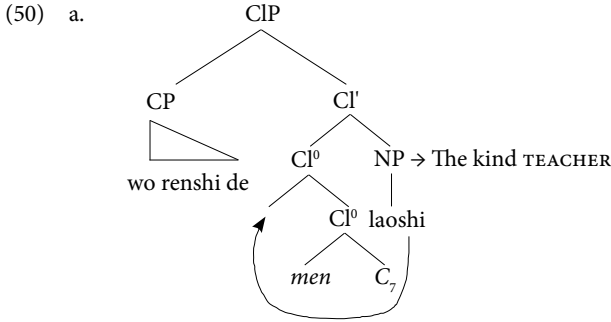 (50) a. ClP
CP Cl'
Cl⁰ NP → The kind TEACHER
wo renshi de
Cl⁰ laoshi
men C₇